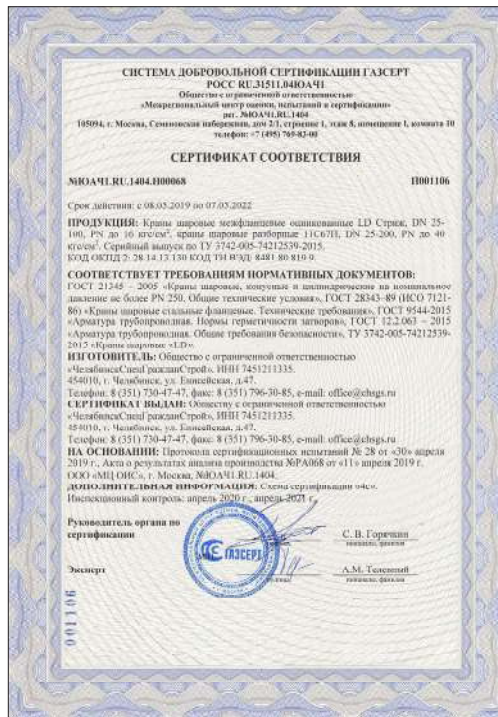 СИСТЕМА ДОБРОВОЛЬНОЙ СЕРТИФИКАЦИИ ГАЗСЕРТ
РОСС RU.31511.04ЮАЧ1
Общество с ограниченной ответственностью
«Межрегиональный центр оценки, испытаний и сертификации»
рег. №ЮАЧ1.RU.1404
105094, г. Москва, Семеновская набережная, дом 2/1, строение 1, этаж 8, помещение 1, комната 10
телефон: +7 (495) 769-83-00
СЕРТИФИКАТ СООТВЕТСТВИЯ
№ЮАЧ1.RU.1404.Н00068 П001106
Срок действия: с 08.05.2019 по 07.05.2022
ПРОДУКЦИЯ: Краны шаровые межфланцевые оцинкованные LD Стриж, DN 25-
100, PN до 16 кгс/см², краны шаровые разборные 11с67п, DN 25-200, PN до 40
кгс/см². Серийный выпуск по ТУ 3742-005-74212539-2015.
КОД ОКПД 2: 28.14.13.130 КОД ТН ВЭД: 8481 80 819 9.
СООТВЕТСТВУЕТ ТРЕБОВАНИЯМ НОРМАТИВНЫХ ДОКУМЕНТОВ:
ГОСТ 21345 – 2005 «Краны шаровые, конусные и цилиндрические на номинальное
давление не более PN 250. Общие технические условия», ГОСТ 28343–89 (ИСО 7121-
86) «Краны шаровые стальные фланцевые. Технические требования», ГОСТ 9544-2015
«Арматура трубопроводная. Нормы герметичности затворов», ГОСТ 12.2.063 – 2015
«Арматура трубопроводная. Общие требования безопасности», ТУ 3742-005-74212539-
2015 «Краны шаровые «LD».
ИЗГОТОВИТЕЛЬ: Общество с ограниченной ответственностью
«ЧелябинскСпецГражданСтрой», ИНН 7451211335.
454010, г. Челябинск, ул. Енисейская, д.47.
Телефон: 8 (351) 730-47-47, факс: 8 (351) 796-30-85, e-mail: office@chsgs.ru
СЕРТИФИКАТ ВЫДАН: Обществу с ограниченной ответственностью
«ЧелябинскСпецГражданСтрой», ИНН 7451211335.
454010, г. Челябинск, ул. Енисейская, д.47.
Телефон: 8 (351) 730-47-47, факс: 8 (351) 796-30-85, e-mail: office@chsgs.ru
НА ОСНОВАНИИ: Протокола сертификационных испытаний № 28 от «30» апреля
2019 г., Акта о результатах анализа производства №РА068 от «11» апреля 2019 г.
ООО «МЦ ОИС», г. Москва, №ЮАЧ1.RU.1404.
ДОПОЛНИТЕЛЬНАЯ ИНФОРМАЦИЯ: Схема сертификации
Инспекционный контроль: апрель 2020 г., апрель 2021 г.
Руководитель органа по
сертификации
С. В. Горячкин
инициалы, фамилия
ГАЗСЕРТ
Эксперт
подпись
А.М. Теленный
инициалы, фамилия
001106